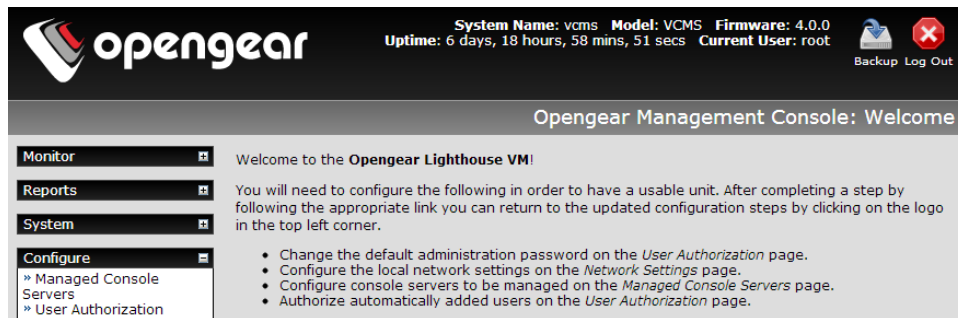 opengear
System Name: vcms Model: VCMS Firmware: 4.0.0
Uptime: 6 days, 18 hours, 58 mins, 51 secs Current User: root
Backup Log Out
Opengear Management Console: Welcome
Monitor
Reports
System
Configure
» Managed Console
Servers
» User Authorization
Welcome to the Opengear Lighthouse VM!
You will need to configure the following in order to have a usable unit. After completing a step by
following the appropriate link you can return to the updated configuration steps by clicking on the logo
in the top left corner.
• Change the default administration password on the User Authorization page.
• Configure the local network settings on the Network Settings page.
• Configure console servers to be managed on the Managed Console Servers page.
• Authorize automatically added users on the User Authorization page.